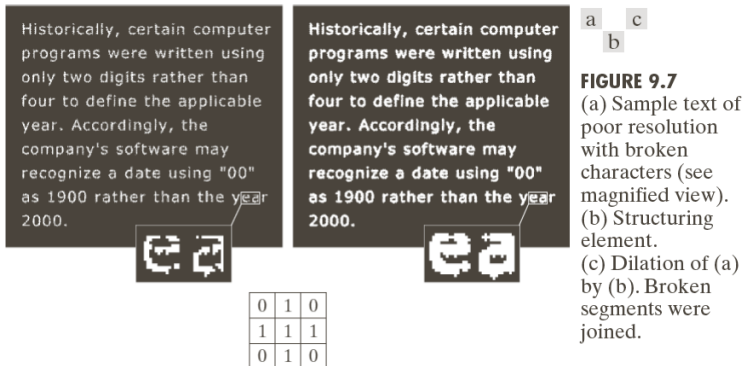 Historically, certain computer
programs were written using
only two digits rather than
four to define the applicable
year. Accordingly, the
company's software may
recognize a date using "00"
as 1900 rather than the year
2000.
e a
Historically, certain computer
programs were written using
only two digits rather than
four to define the applicable
year. Accordingly, the
company's software may
recognize a date using "00"
as 1900 rather than the year
2000.
e a
0 1 0
1 1 1
0 1 0
a c
b
FIGURE 9.7
(a) Sample text of
poor resolution
with broken
characters (see
magnified view).
(b) Structuring
element.
(c) Dilation of (a)
by (b). Broken
segments were
joined.